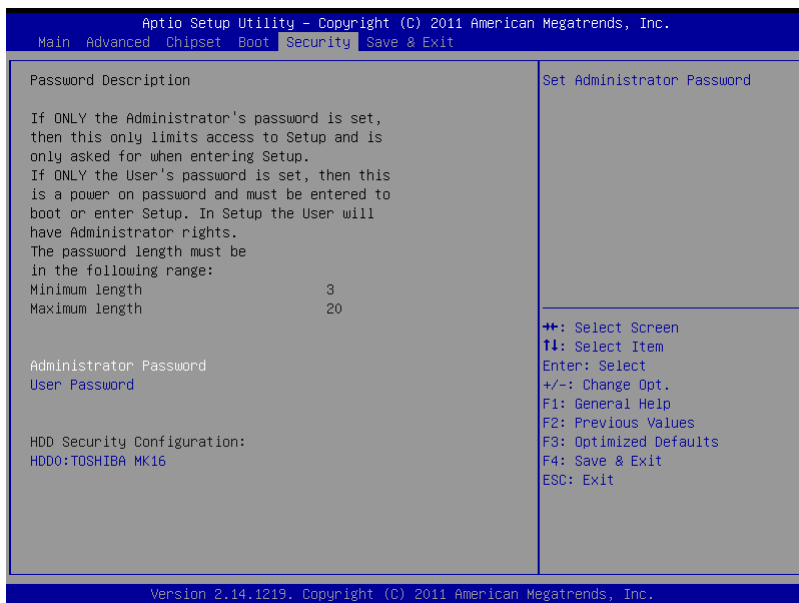 Aptio Setup Utility – Copyright (C) 2011 American Megatrends, Inc.
Main Advanced Chipset Boot Security Save & Exit
Password Description
If ONLY the Administrator's password is set,
then this only limits access to Setup and is
only asked for when entering Setup.
If ONLY the User's password is set, then this
is a power on password and must be entered to
boot or enter Setup. In Setup the User will
have Administrator rights.
The password length must be
in the following range:
Minimum length 3
Maximum length 20
Administrator Password
User Password
HDD Security Configuration:
HDD0:TOSHIBA MK16
Set Administrator Password
→←: Select Screen
↑↓: Select Item
Enter: Select
+/-: Change Opt.
F1: General Help
F2: Previous Values
F3: Optimized Defaults
F4: Save & Exit
ESC: Exit
Version 2.14.1219. Copyright (C) 2011 American Megatrends, Inc.